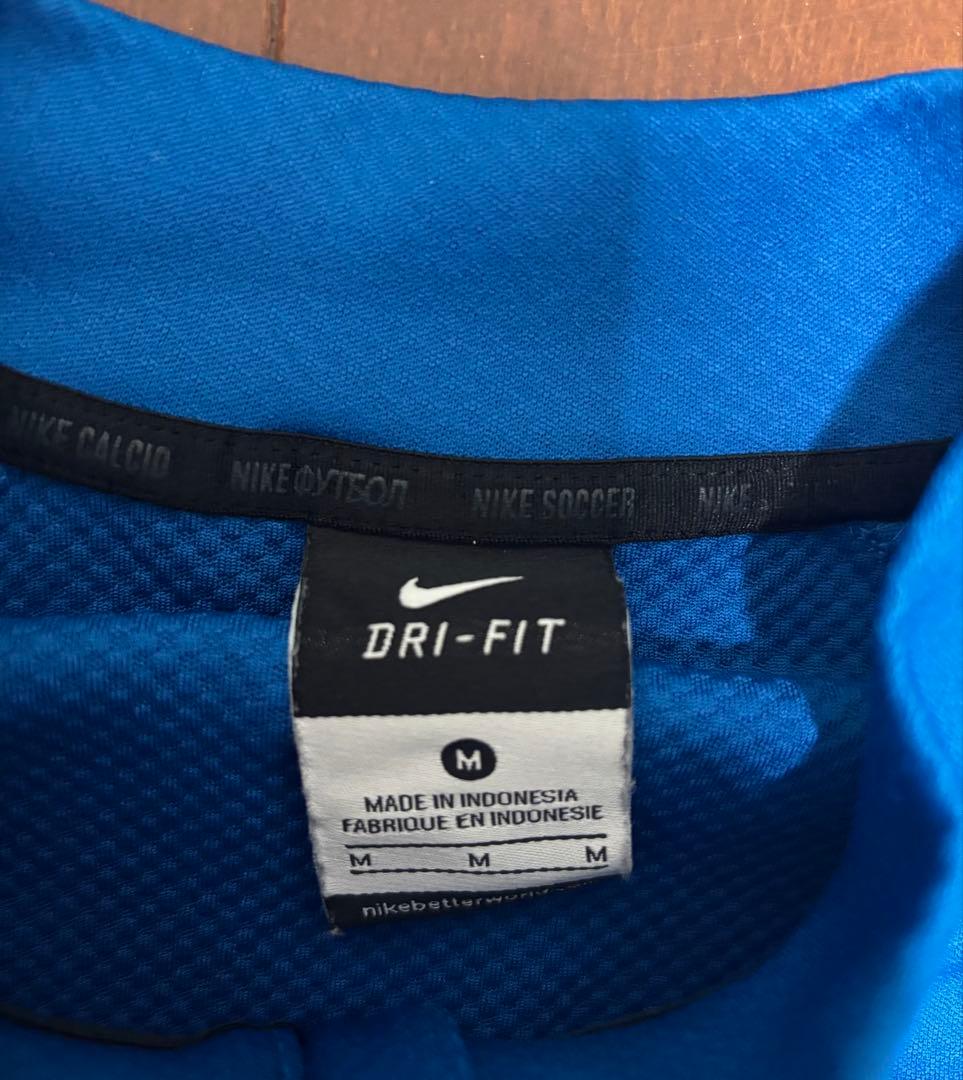 NIKE CALCIO NIKE ФУТБОЛ NIKE SOCCER NIKE
DRI-FIT
M
MADE IN INDONESIA
FABRIQUE EN INDONESIE
M M M